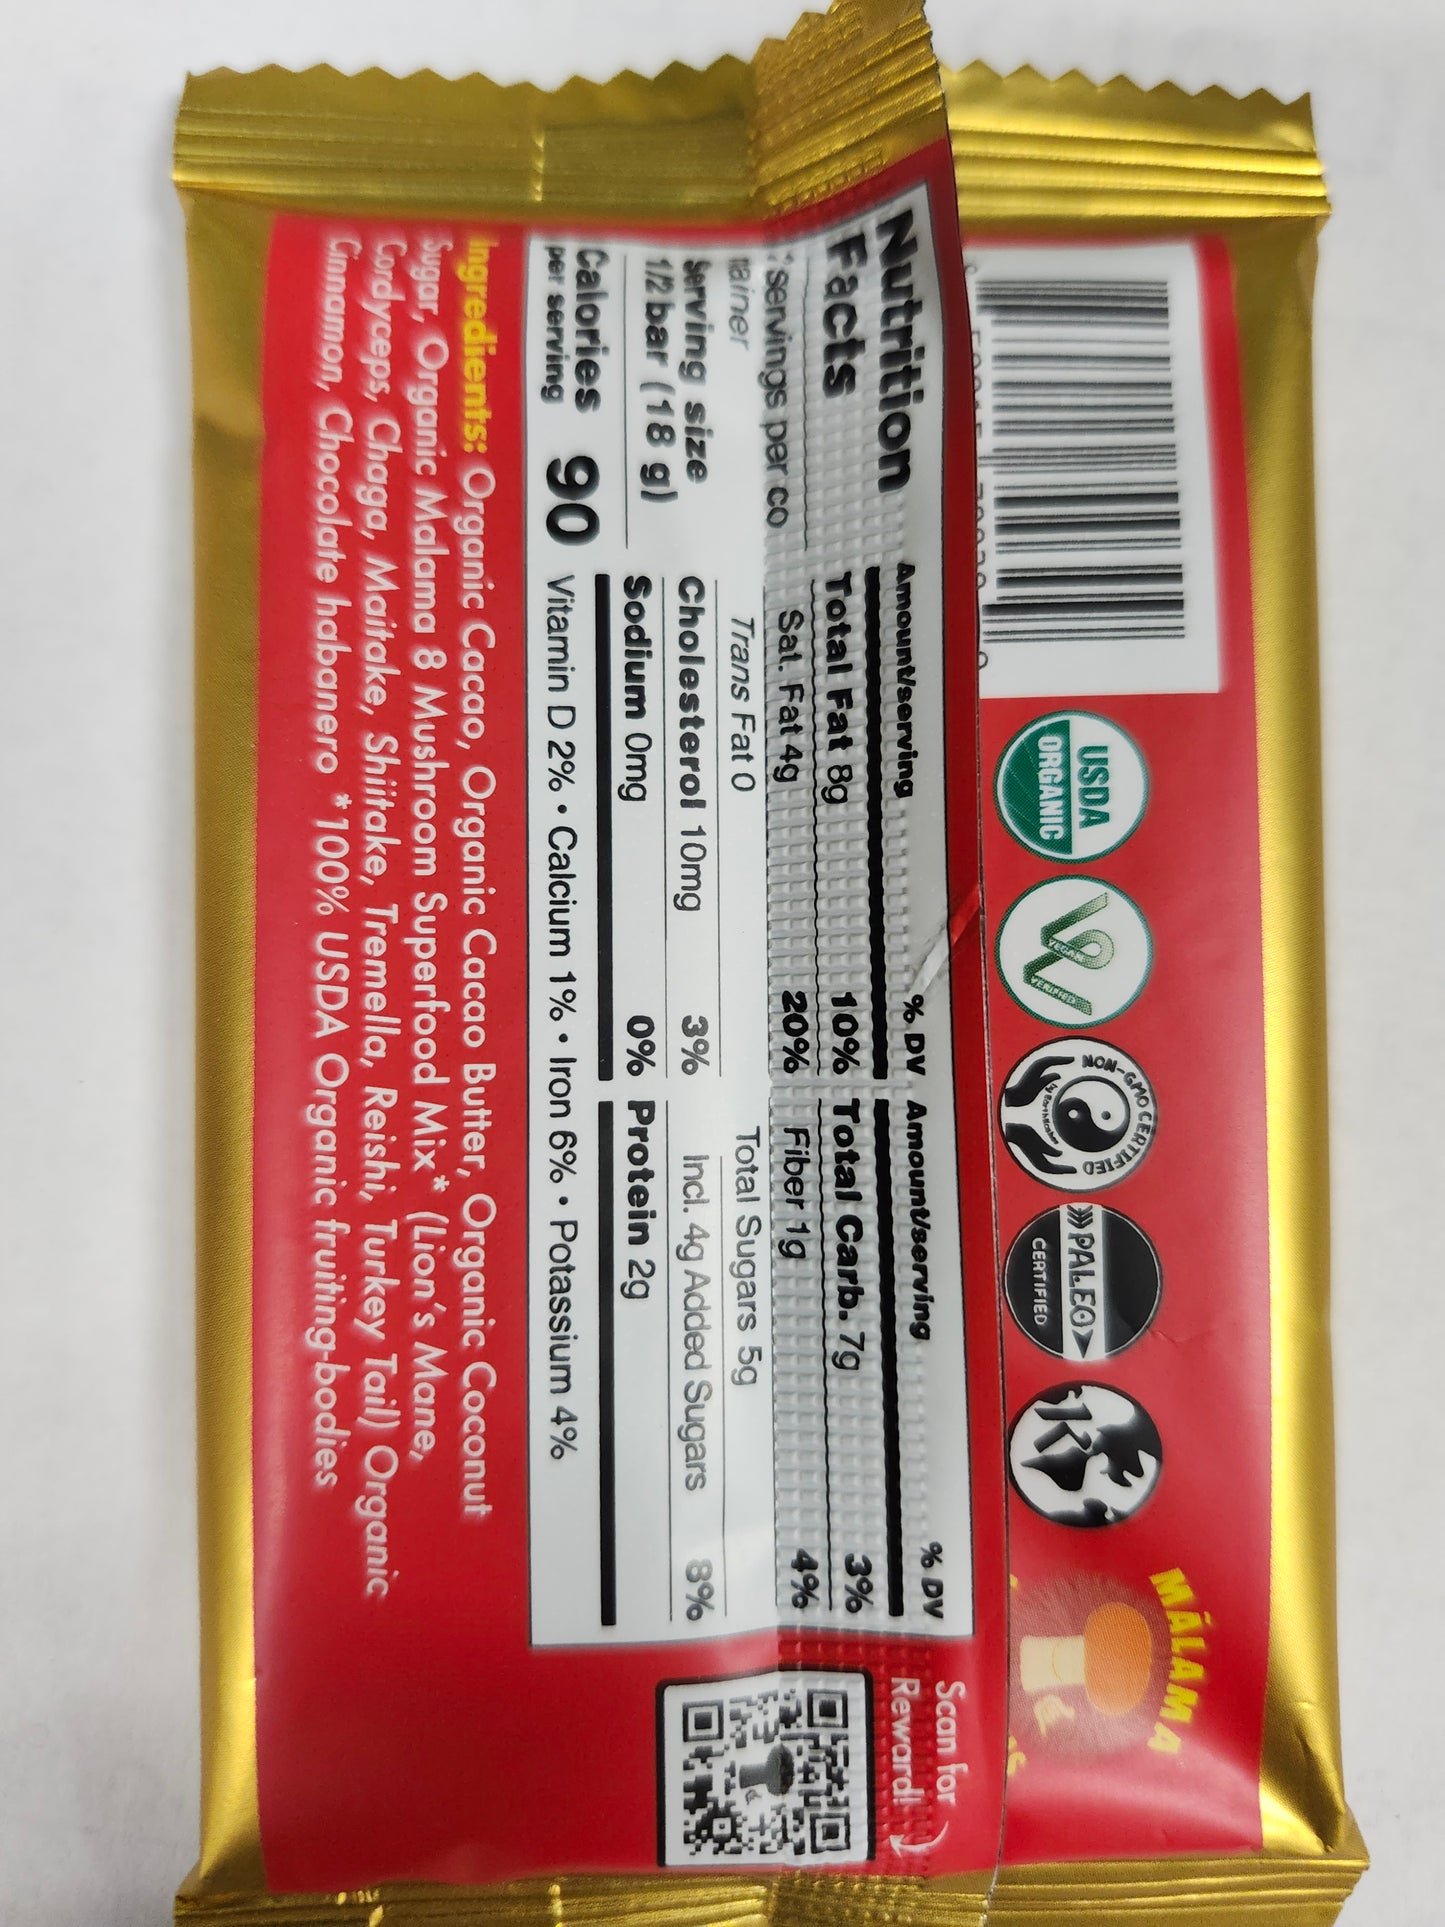 USDA
ORGANIC
VEGAN
VERIFIED
NON-GMO CERTIFIED
PALEO
CERTIFIED
K
MĀLAMA
Scan for
Reward!
Nutrition
Facts
servings per co
tainer
Serving size
1/2 bar (18 g)
Calories 90
per serving
Amount/serving % DV
Total Fat 8g 10%
Sat. Fat 4g 20%
Trans Fat 0
Cholesterol 10mg 3%
Sodium 0mg 0%
Amount/serving % DV
Total Carb. 7g 3%
Fiber 1g 4%
Total Sugars 5g
Incl. 4g Added Sugars 8%
Protein 2g
Vitamin D 2% • Calcium 1% • Iron 6% • Potassium 4%
Ingredients: Organic Cacao, Organic Cacao Butter, Organic Coconut
Sugar, Organic Malama 8 Mushroom Superfood Mix* (Lion's Mane,
Cordyceps, Chaga, Maitake, Shiitake, Tremella, Reishi, Turkey Tail) Organic
Cinnamon, Chocolate habanero *100% USDA Organic fruiting-bodies